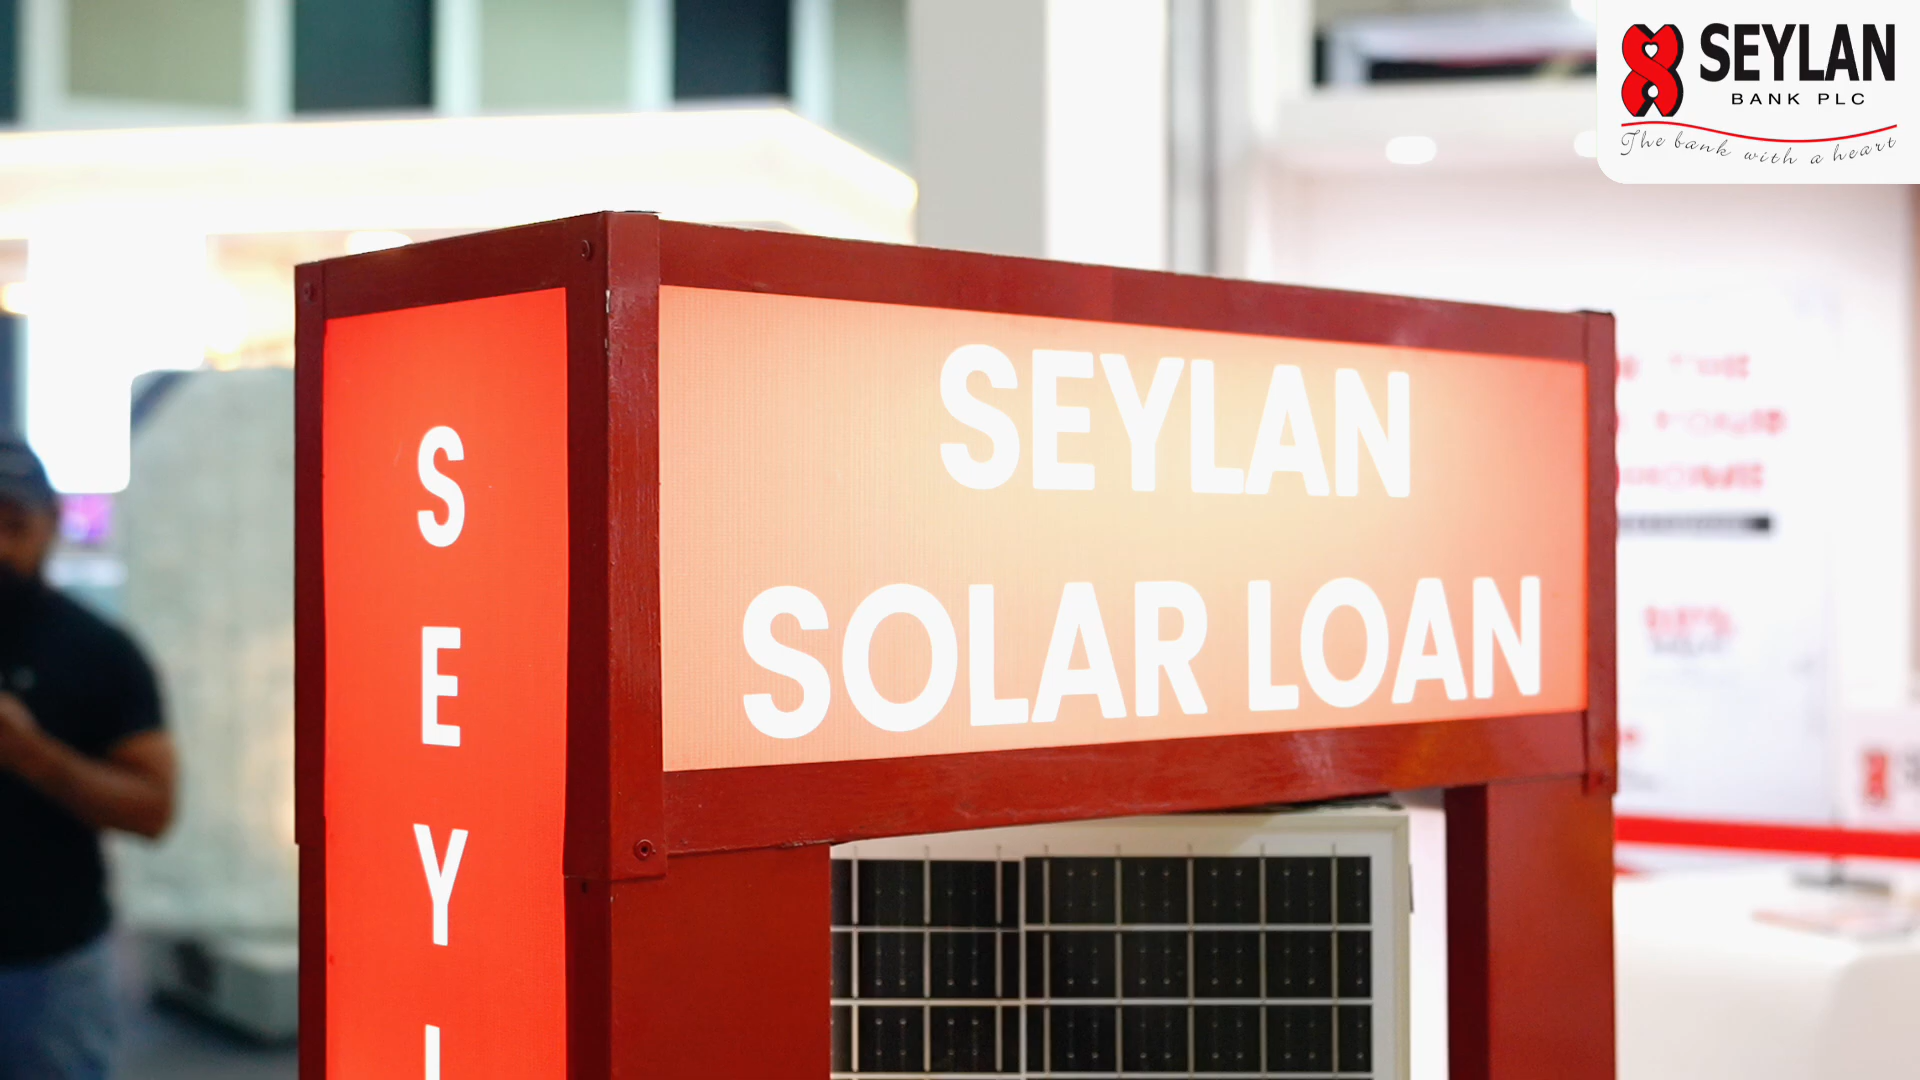 SEYLAN
BANK PLC
The bank with a heart
SEYLAN
SOLAR LOAN
S
E
Y